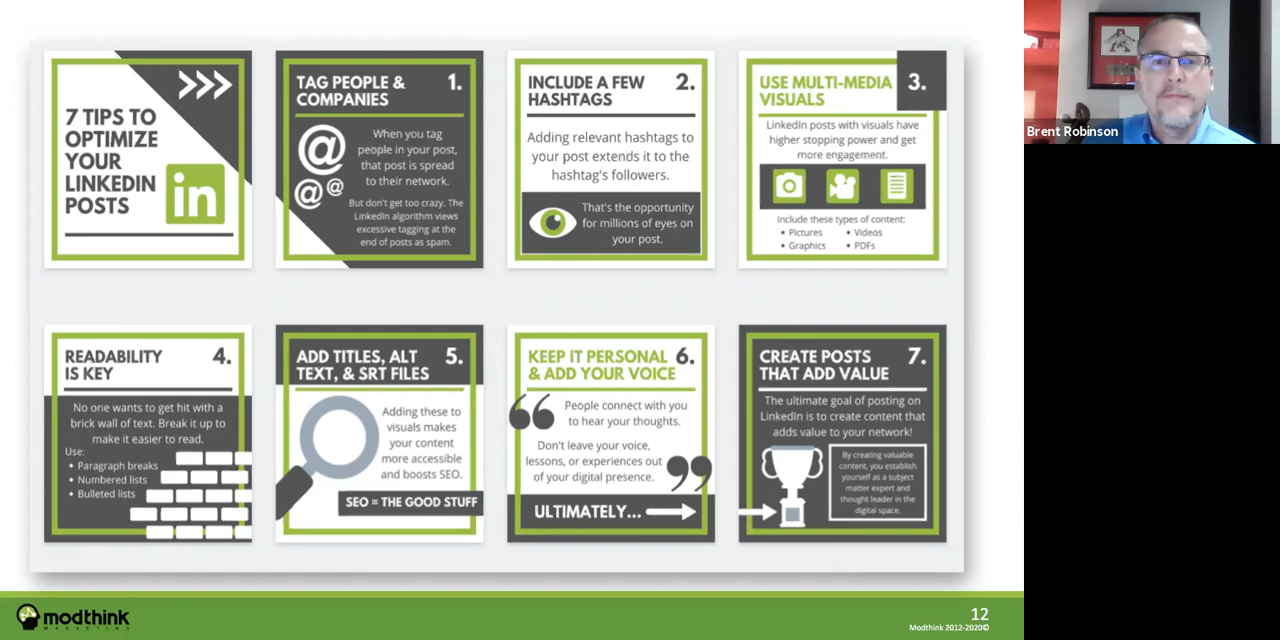 7 TIPS TO
OPTIMIZE
YOUR
LINKEDIN
POSTS
in
TAG PEOPLE &
COMPANIES
1.
@
@ @
When you tag
people in your post,
that post is spread
to their network.
But don't get too crazy. The
LinkedIn algorithm views
excessive tagging at the
end of posts as spam.
INCLUDE A FEW
HASHTAGS
2.
Adding relevant hashtags to
your post extends it to the
hashtag's followers.
That's the opportunity
for millions of eyes on
your post.
USE MULTI-MEDIA
VISUALS
3.
LinkedIn posts with visuals have
higher stopping power and get
more engagement.
Include these types of content:
• Pictures • Videos
• Graphics • PDFs
READABILITY
IS KEY
4.
No one wants to get hit with a
brick wall of text. Break it up to
make it easier to read.
Use:
• Paragraph breaks
• Numbered lists
• Bulleted lists
ADD TITLES, ALT
TEXT, & SRT FILES
5.
Adding these to
visuals makes
your content
more accessible
and boosts SEO.
SEO = THE GOOD STUFF
KEEP IT PERSONAL
& ADD YOUR VOICE
6.
“
People connect with you
to hear your thoughts.
Don't leave your voice,
lessons, or experiences out
of your digital presence.
”
ULTIMATELY...
CREATE POSTS
THAT ADD VALUE
7.
The ultimate goal of posting on
LinkedIn is to create content that
adds value to your network!
By creating valuable
content, you establish
yourself as a subject
matter expert and
thought leader in the
digital space.
modthink
MARKETING
12
Modthink 2012-2020©
Brent Robinson